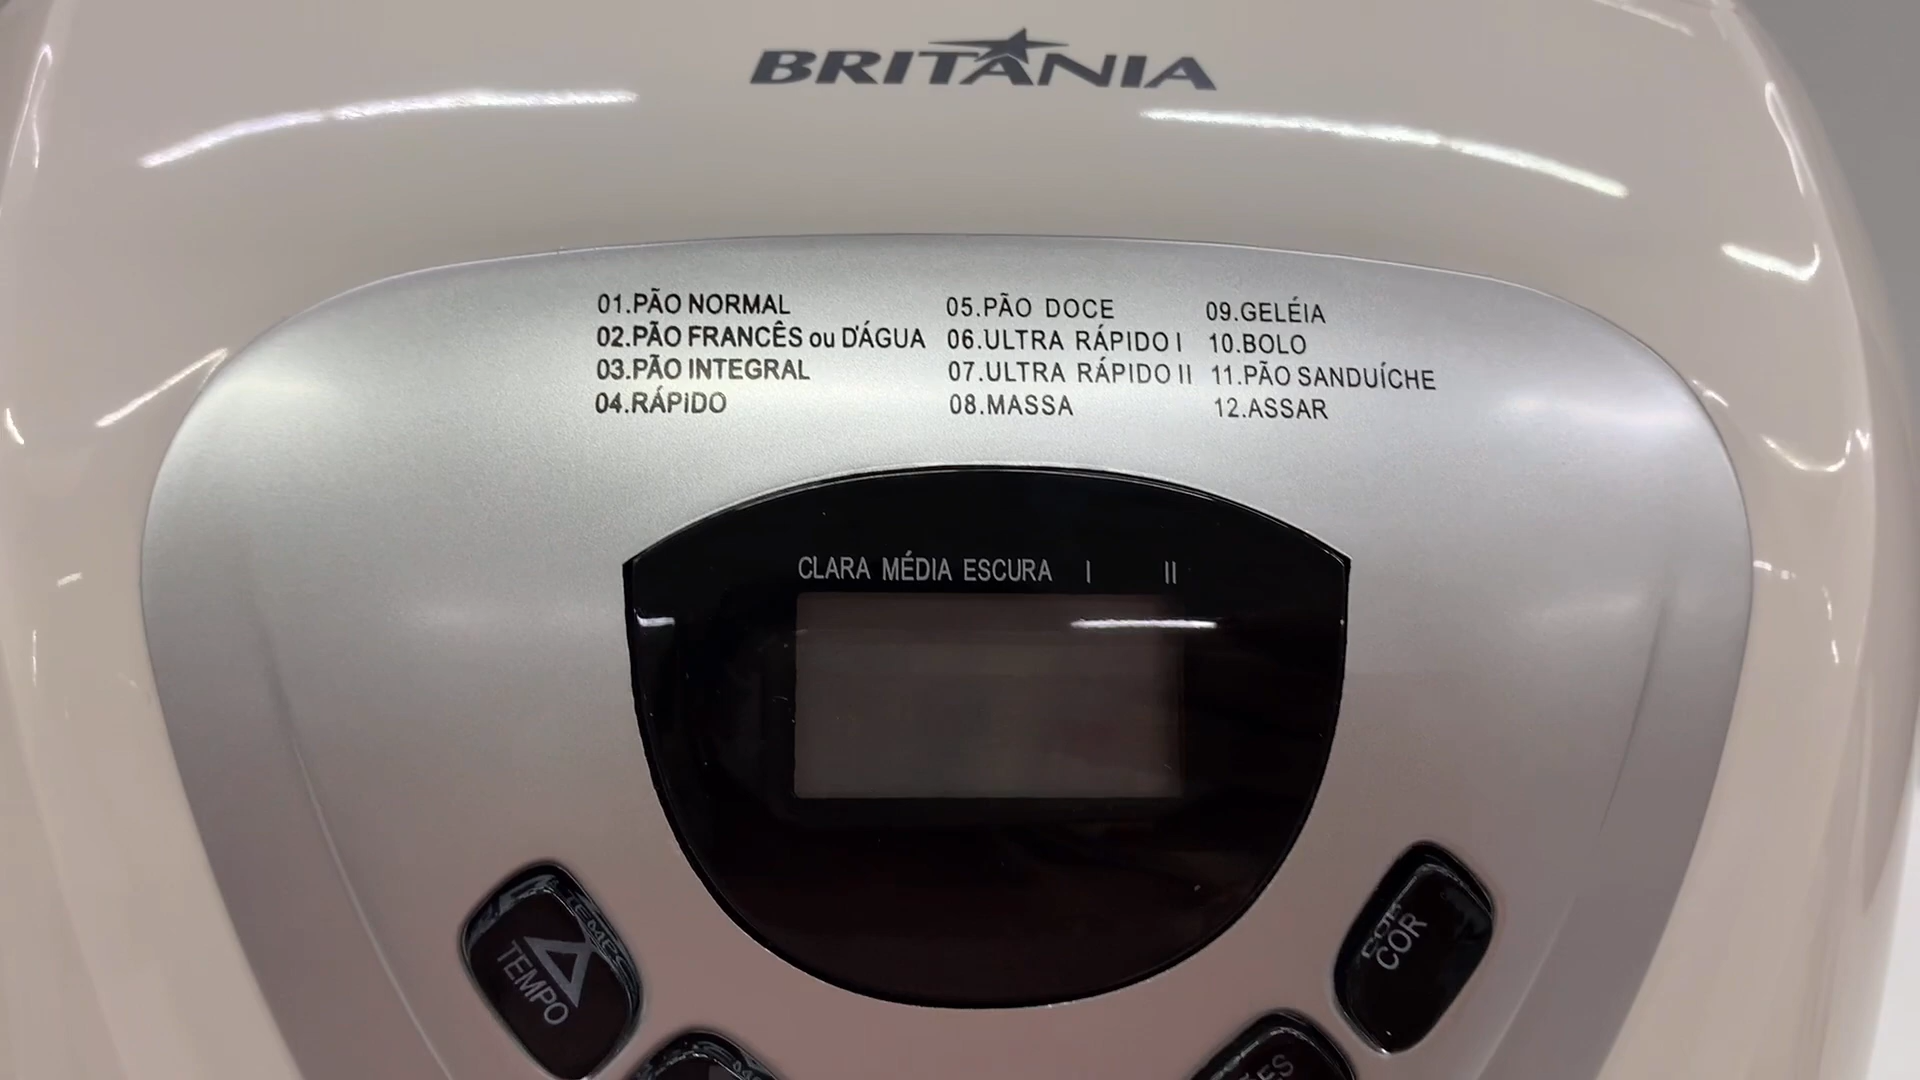 BRITÂNIA
01.PÃO NORMAL
02.PÃO FRANCÊS ou D'ÁGUA
03.PÃO INTEGRAL
04.RÁPIDO
05.PÃO DOCE
06.ULTRA RÁPIDO I
07.ULTRA RÁPIDO II
08.MASSA
09.GELÉIA
10.BOLO
11.PÃO SANDUÍCHE
12.ASSAR
CLARA MÉDIA ESCURA I II
TEMPO
COR